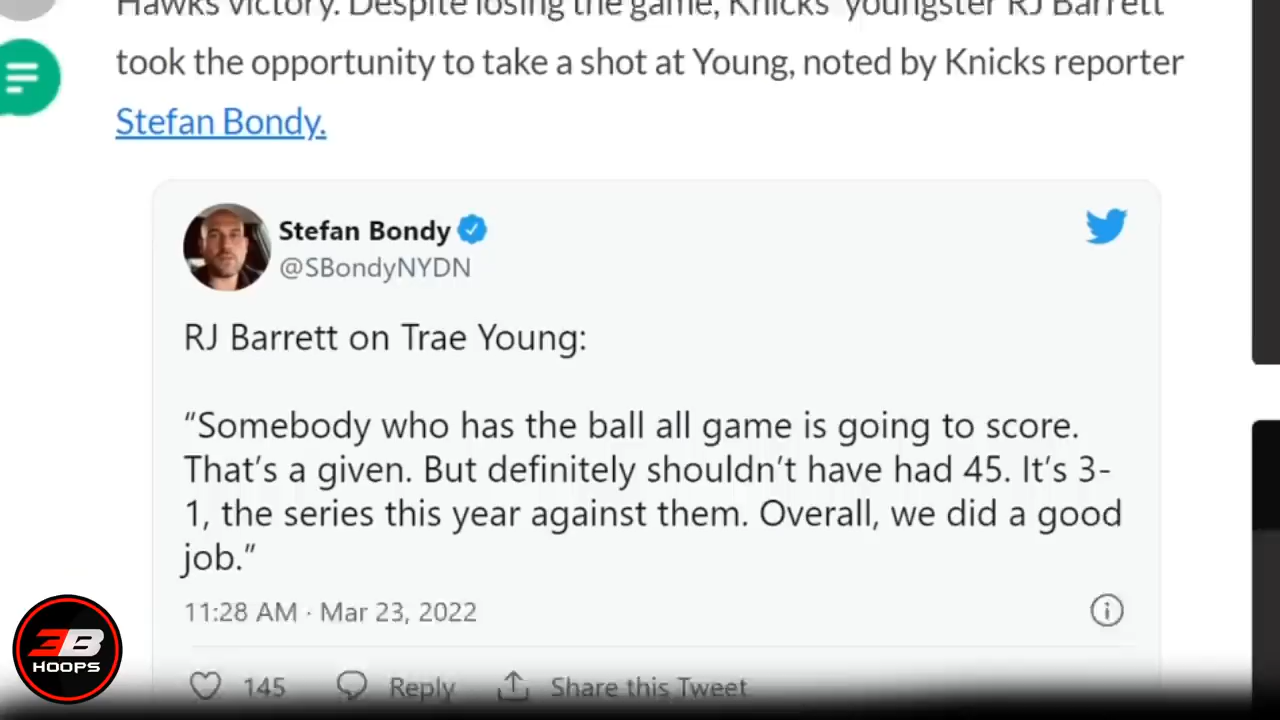 Hawks victory. Despite losing the game, Knicks' youngster RJ Barrett
took the opportunity to take a shot at Young, noted by Knicks reporter
Stefan Bondy.
Stefan Bondy
@SBondyNYDN
RJ Barrett on Trae Young:
“Somebody who has the ball all game is going to score.
That’s a given. But definitely shouldn’t have had 45. It’s 3-
1, the series this year against them. Overall, we did a good
job.”
11:28 AM · Mar 23, 2022
145 Reply Share this Tweet
3B
HOOPS